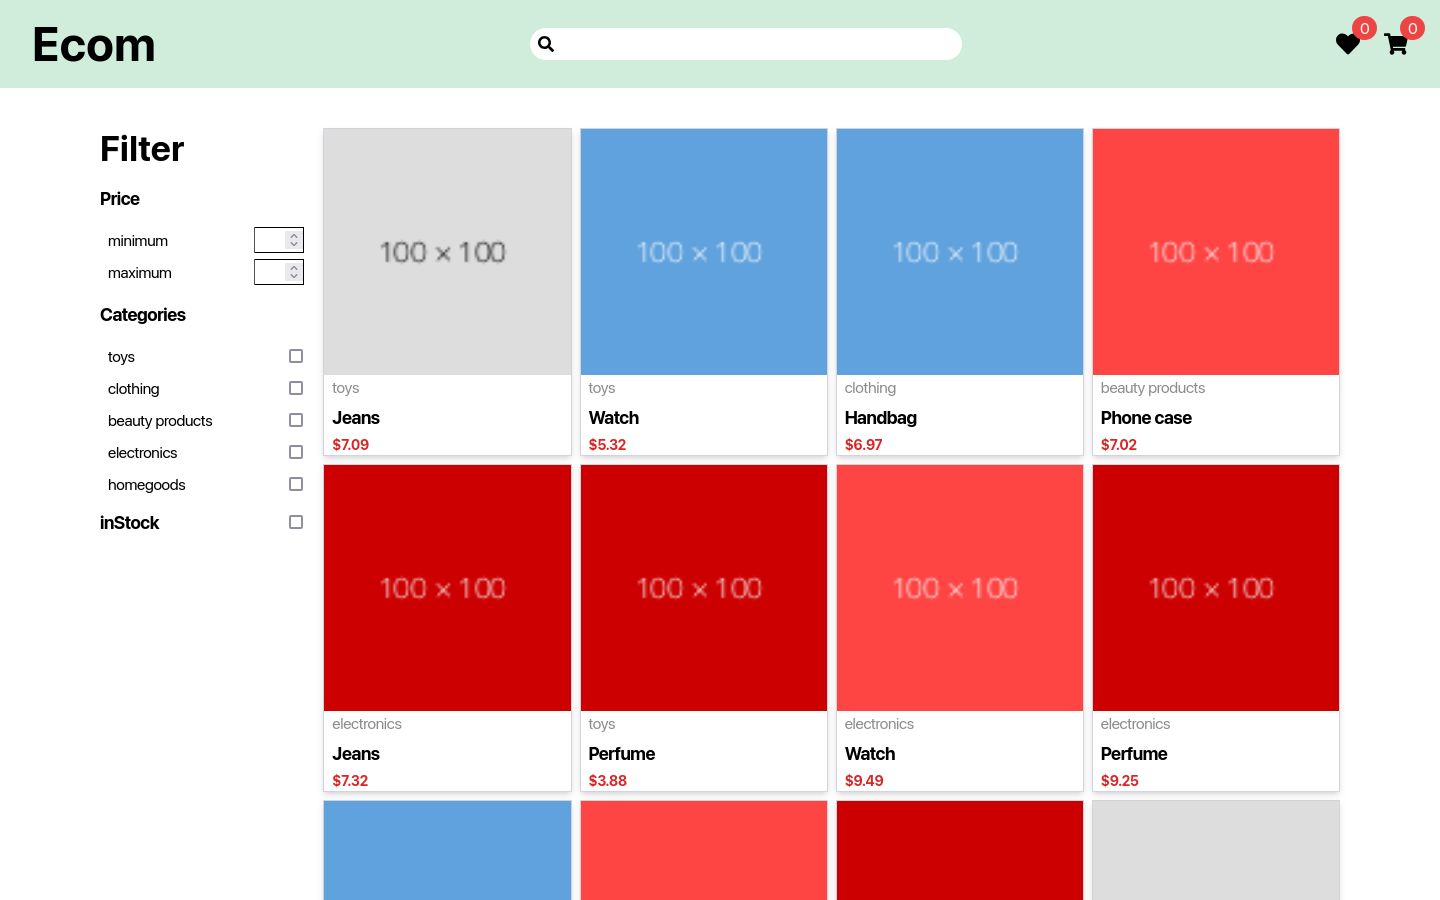 Ecom
0
0
Filter
Price
minimum
maximum
Categories
toys
clothing
beauty products
electronics
homegoods
inStock
100 × 100
toys
Jeans
$7.09
100 × 100
toys
Watch
$5.32
100 × 100
clothing
Handbag
$6.97
100 × 100
beauty products
Phone case
$7.02
100 × 100
electronics
Jeans
$7.32
100 × 100
toys
Perfume
$3.88
100 × 100
electronics
Watch
$9.49
100 × 100
electronics
Perfume
$9.25